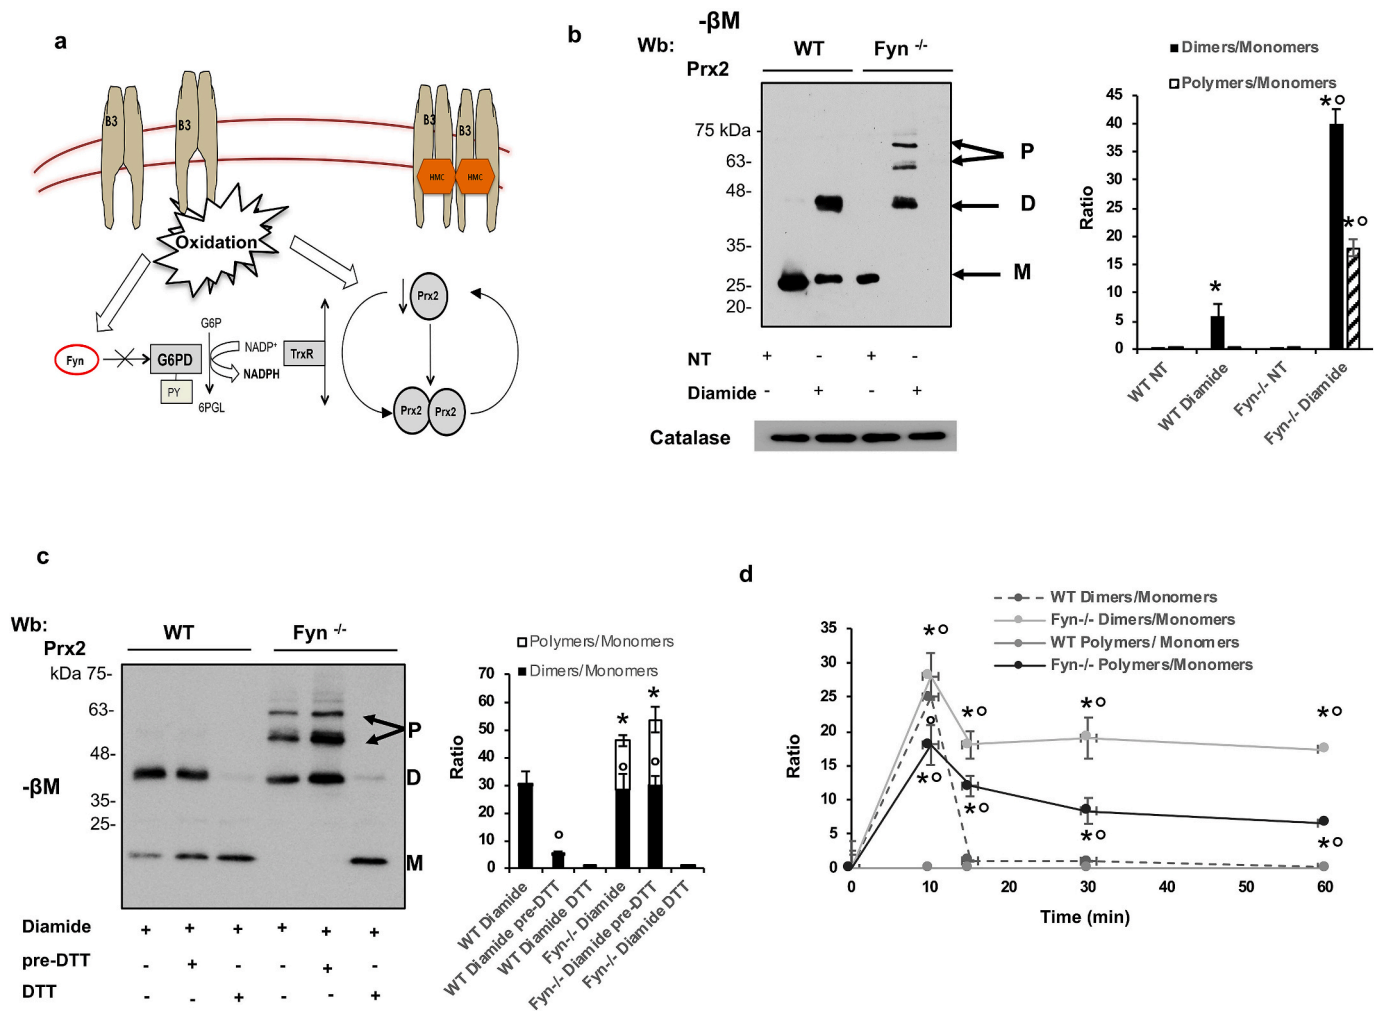 a
B3
B3
B3
B3
HMC
HMC
Oxidation
Fyn
G6PD
PY
G6P
NADP⁺
NADPH
6PGL
TrxR
Prx2
Prx2
Prx2
b
-βM
Wb:
Prx2
WT
Fyn -/-
75 kDa
63-
48-
35-
25-
20-
P
D
M
NT + - + -
Diamide - + - +
Catalase
Dimers/Monomers
Polymers/Monomers
45
40
35
30
25
20
15
10
5
0
Ratio
*
*○
*○
WT NT
WT Diamide
Fyn-/- NT
Fyn-/- Diamide
c
Wb:
Prx2
WT
Fyn -/-
kDa 75-
63-
48-
35-
25-
-βM
P
D
M
Diamide + + + + + +
pre-DTT - + - - + -
DTT - - + - - +
Polymers/Monomers
Dimers/Monomers
70
60
50
40
30
20
10
0
Ratio
○
*
○
*
○
WT Diamide
WT Diamide pre-DTT
WT Diamide DTT
Fyn-/- Diamide
Fyn-/- Diamide pre-DTT
Fyn-/- Diamide DTT
d
WT Dimers/Monomers
Fyn-/- Dimers/Monomers
WT Polymers/ Monomers
Fyn-/- Polymers/Monomers
35
30
25
20
15
10
5
0
Ratio
*○
○
*○
*○
*○
*○
*○
*○
*○
0 10 20 30 40 50 60
Time (min)